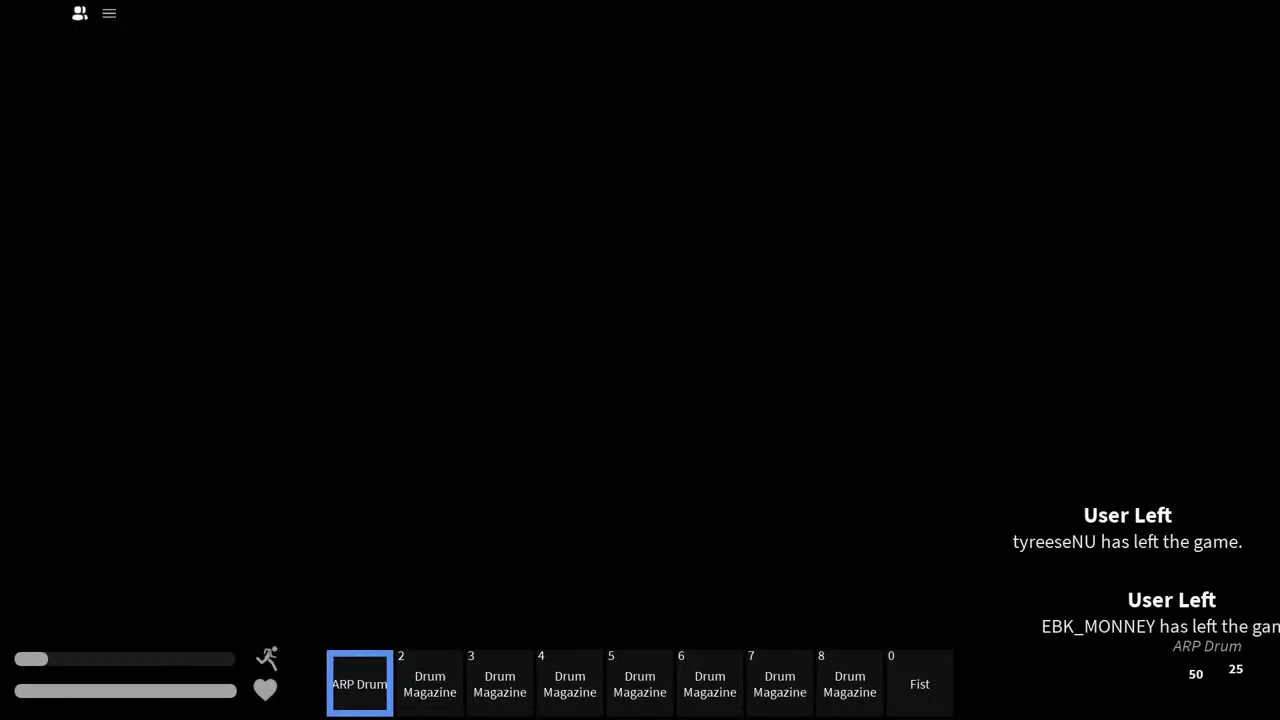 User Left
tyreeseNU has left the game.
User Left
EBK_MONNEY has left the gam
ARP Drum
50 25
ARP Drum
2 Drum Magazine
3 Drum Magazine
4 Drum Magazine
5 Drum Magazine
6 Drum Magazine
7 Drum Magazine
8 Drum Magazine
0 Fist